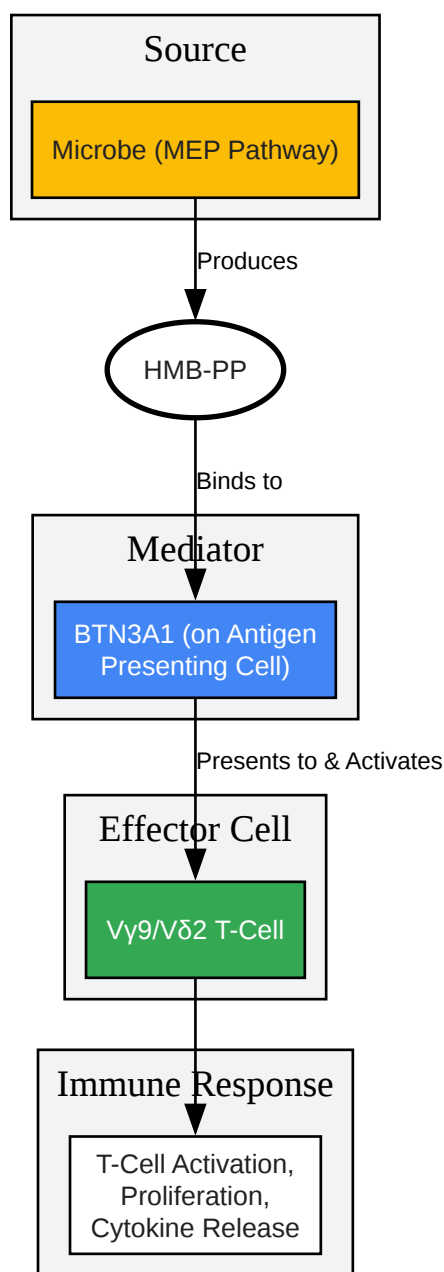 Source
Microbe (MEP Pathway)
Produces
HMB-PP
Binds to
Mediator
BTN3A1 (on Antigen
Presenting Cell)
Presents to & Activates
Effector Cell
Vγ9/Vδ2 T-Cell
Immune Response
T-Cell Activation,
Proliferation,
Cytokine Release